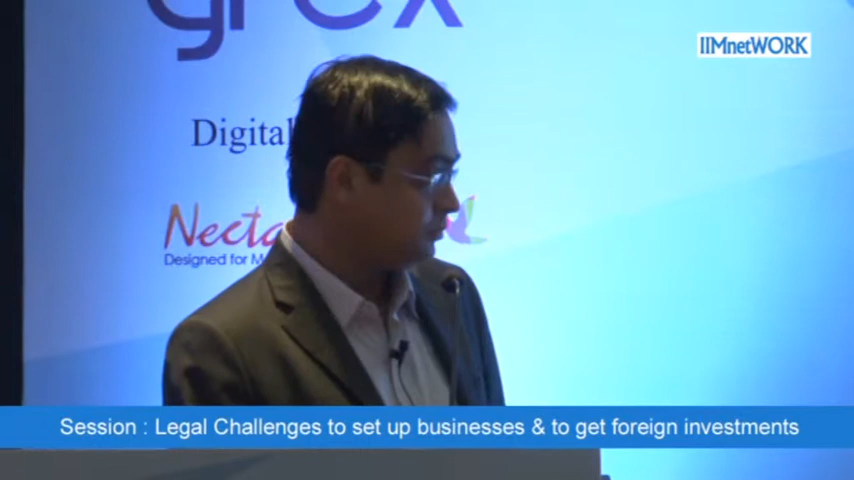 grex
IIMnetWORK
Digital
Necta
Designed for M
Session : Legal Challenges to set up businesses & to get foreign investments